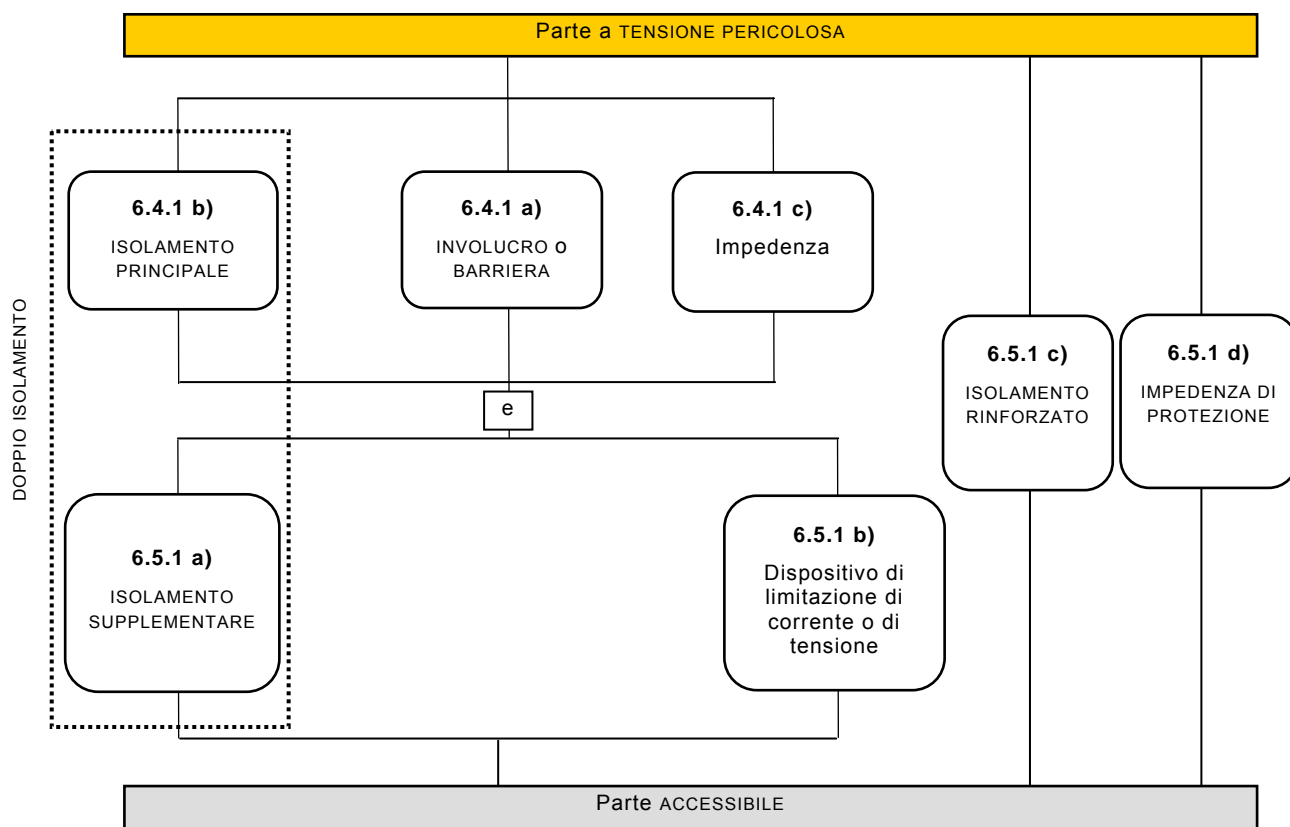 Parte a TENSIONE PERICOLOSA
6.4.1 b)
ISOLAMENTO
PRINCIPALE
6.4.1 a)
INVOLUCRO o
BARRIERA
6.4.1 c)
Impedenza
DOPPIO ISOLAMENTO
6.5.1 c)
ISOLAMENTO
RINFORZATO
6.5.1 d)
IMPEDENZA DI
PROTEZIONE
e
6.5.1 a)
ISOLAMENTO
SUPPLEMENTARE
6.5.1 b)
Dispositivo di
limitazione di
corrente o di
tensione
Parte ACCESSIBILE